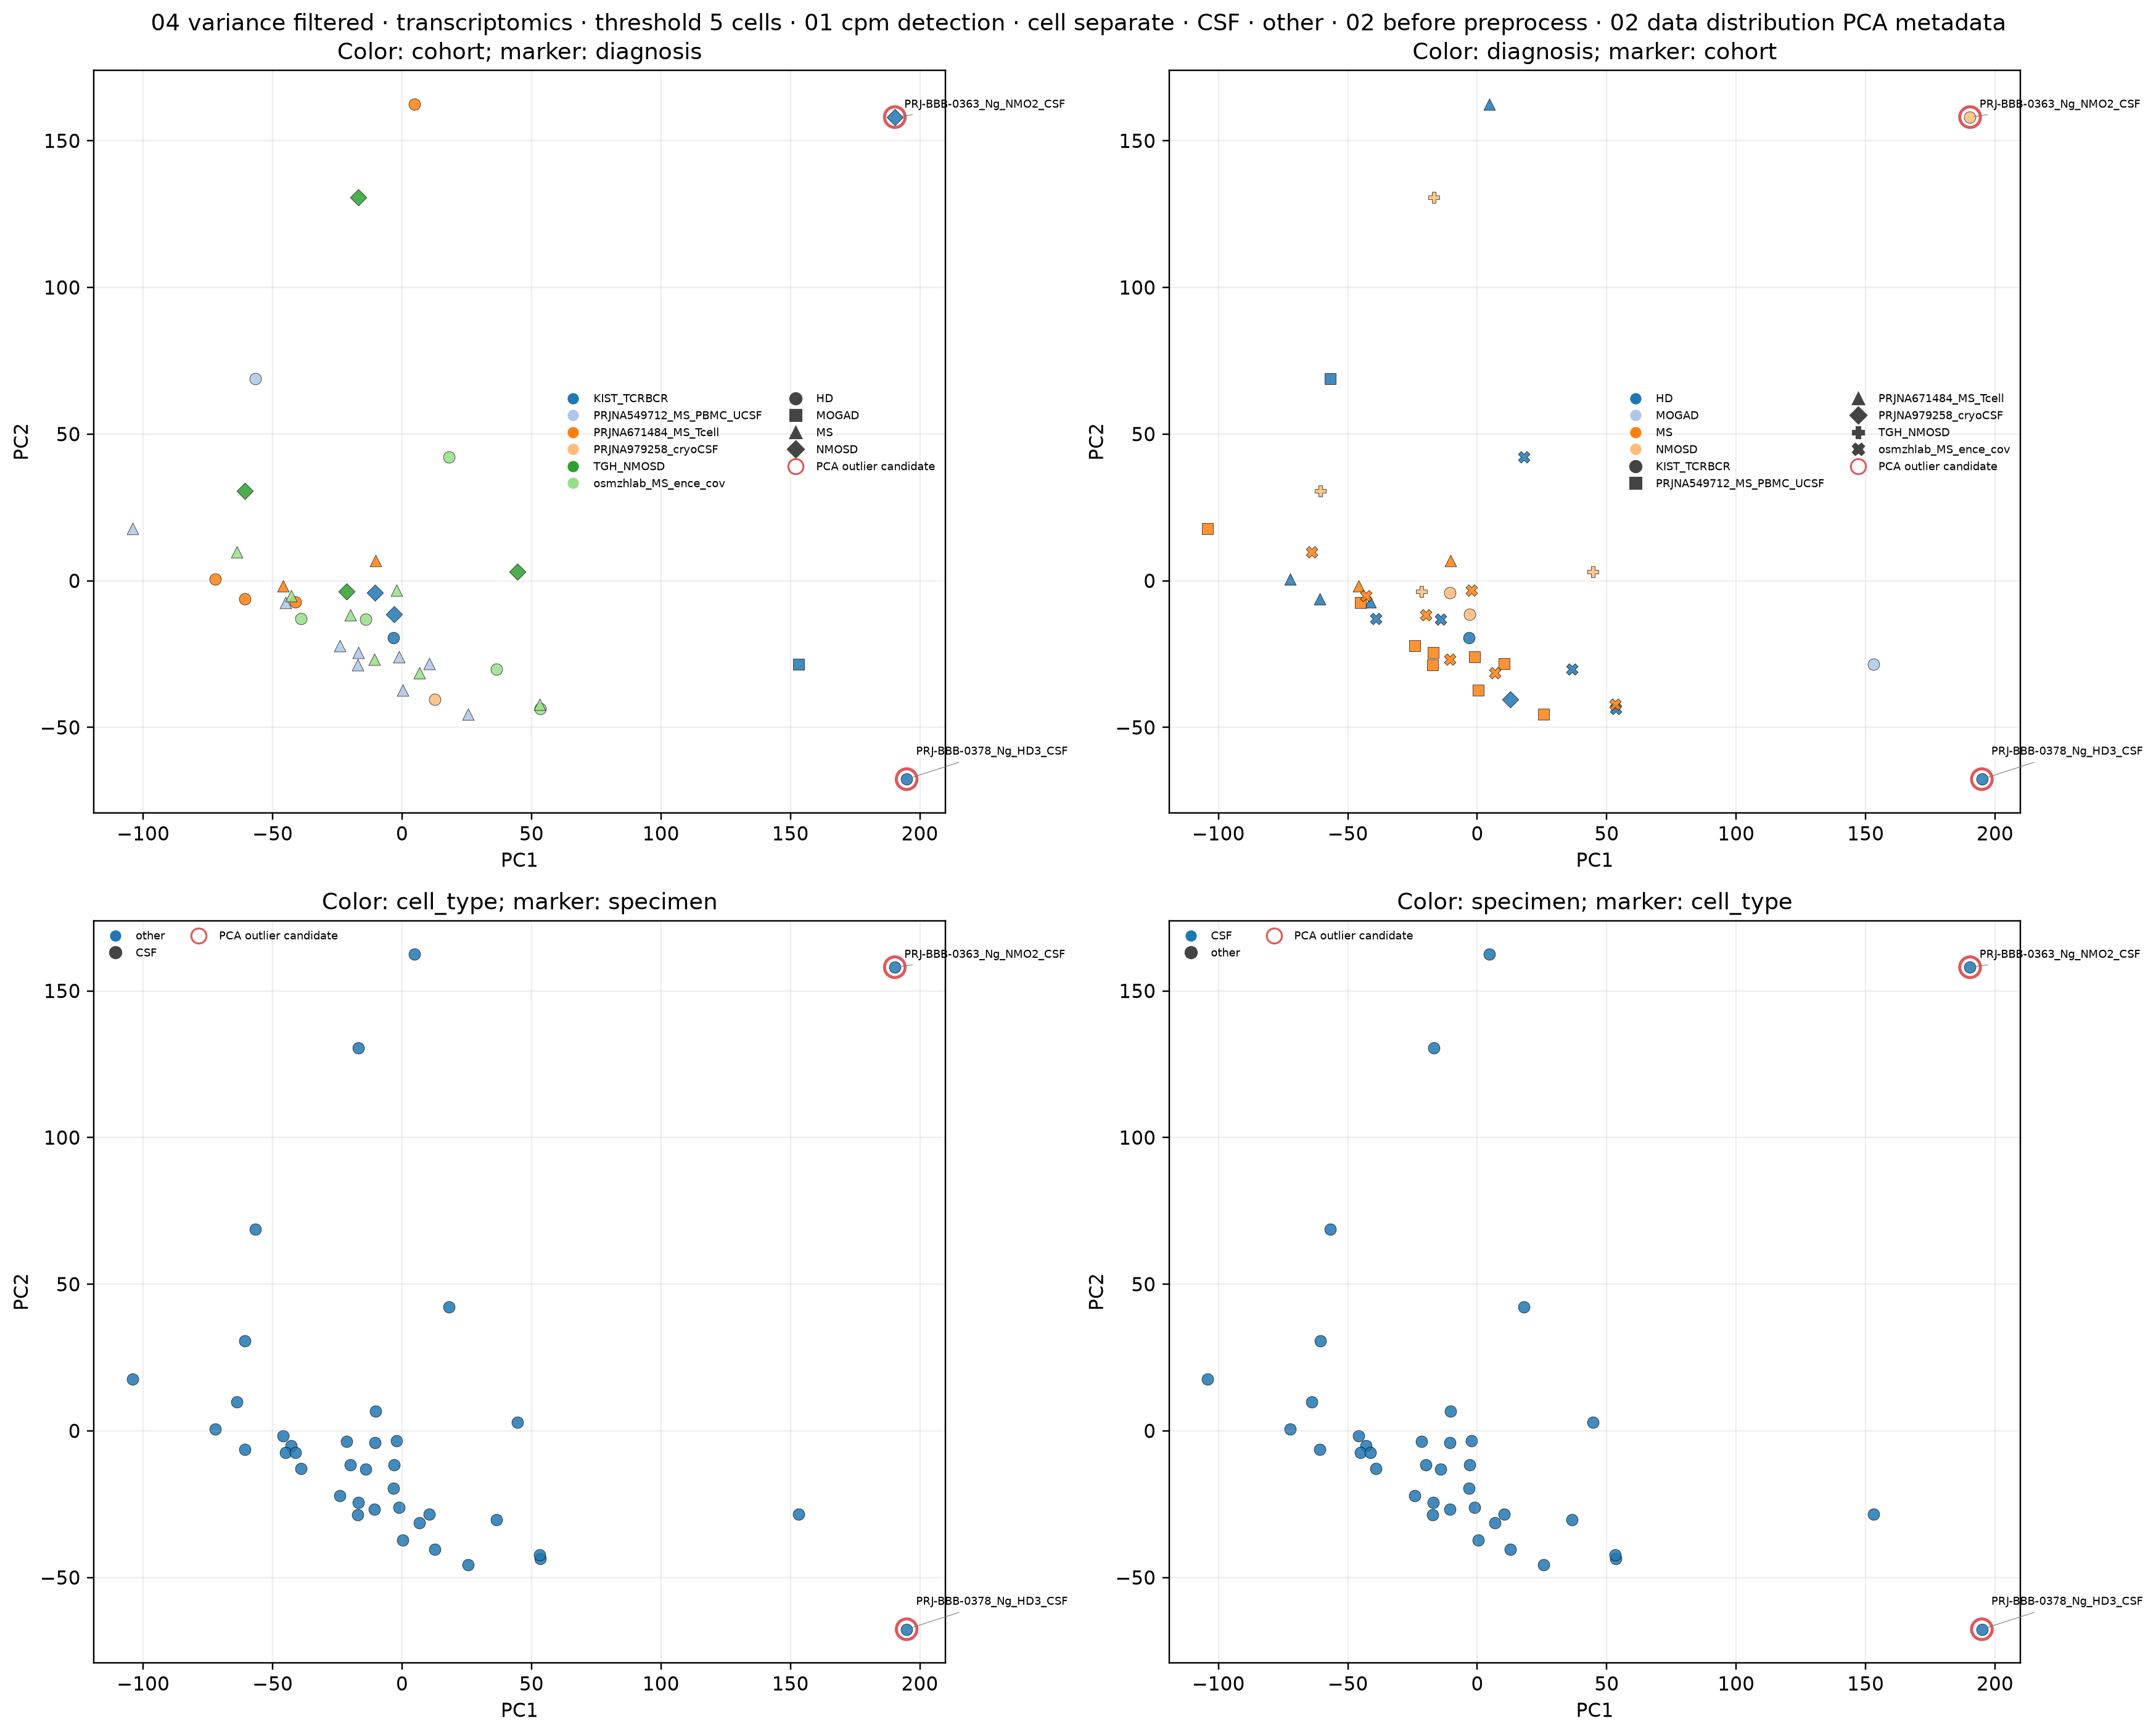 04 variance filtered · transcriptomics · threshold 5 cells · 01 cpm detection · cell separate · CSF · other · 02 before preprocess · 02 data distribution PCA metadata
Color: cohort; marker: diagnosis
PRJ-BBB-0363_Ng_NMO2_CSF
150
100
50
0
−50
PC2
KIST_TCRBCR
PRJNA549712_MS_PBMC_UCSF
PRJNA671484_MS_Tcell
PRJNA979258_cryoCSF
TGH_NMOSD
osmzhlab_MS_ence_cov
HD
MOGAD
MS
NMOSD
PCA outlier candidate
PRJ-BBB-0378_Ng_HD3_CSF
−100
−50
0
50
100
150
200
PC1
Color: diagnosis; marker: cohort
PRJ-BBB-0363_Ng_NMO2_CSF
150
100
50
0
−50
PC2
HD
MOGAD
MS
NMOSD
KIST_TCRBCR
PRJNA549712_MS_PBMC_UCSF
PRJNA671484_MS_Tcell
PRJNA979258_cryoCSF
TGH_NMOSD
osmzhlab_MS_ence_cov
PCA outlier candidate
PRJ-BBB-0378_Ng_HD3_CSF
−100
−50
0
50
100
150
200
PC1
Color: cell_type; marker: specimen
other
CSF
PCA outlier candidate
PRJ-BBB-0363_Ng_NMO2_CSF
150
100
50
0
−50
PC2
PRJ-BBB-0378_Ng_HD3_CSF
−100
−50
0
50
100
150
200
PC1
Color: specimen; marker: cell_type
CSF
other
PCA outlier candidate
PRJ-BBB-0363_Ng_NMO2_CSF
150
100
50
0
−50
PC2
PRJ-BBB-0378_Ng_HD3_CSF
−100
−50
0
50
100
150
200
PC1